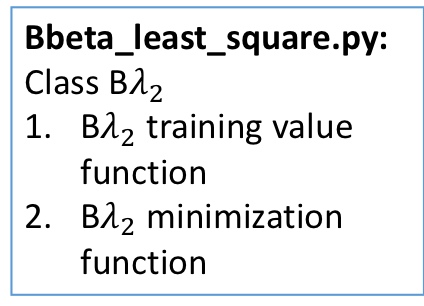 Bbeta_least_square.py:
Class Bλ₂
1. Bλ₂ training value
function
2. Bλ₂ minimization
function